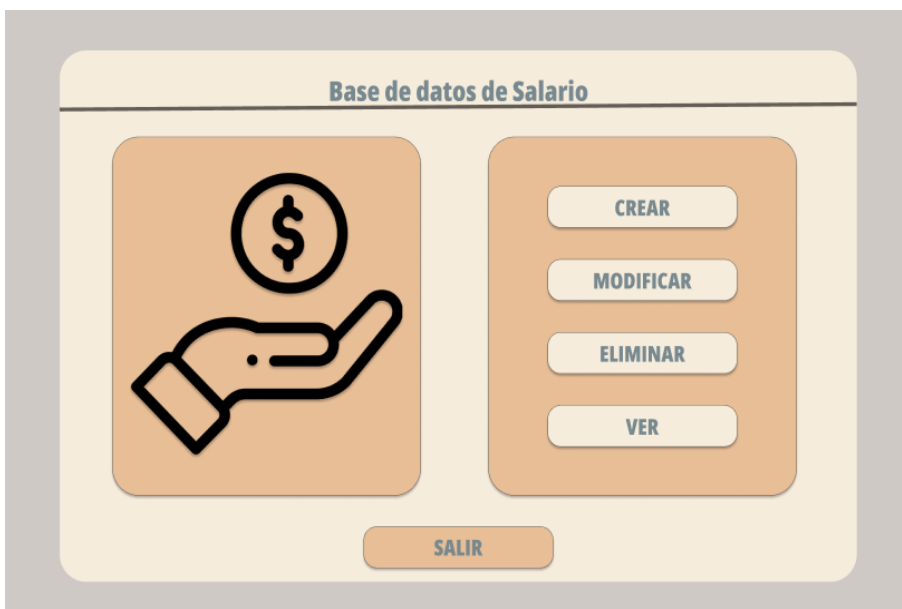 Base de datos de Salario
$
CREAR
MODIFICAR
ELIMINAR
VER
SALIR